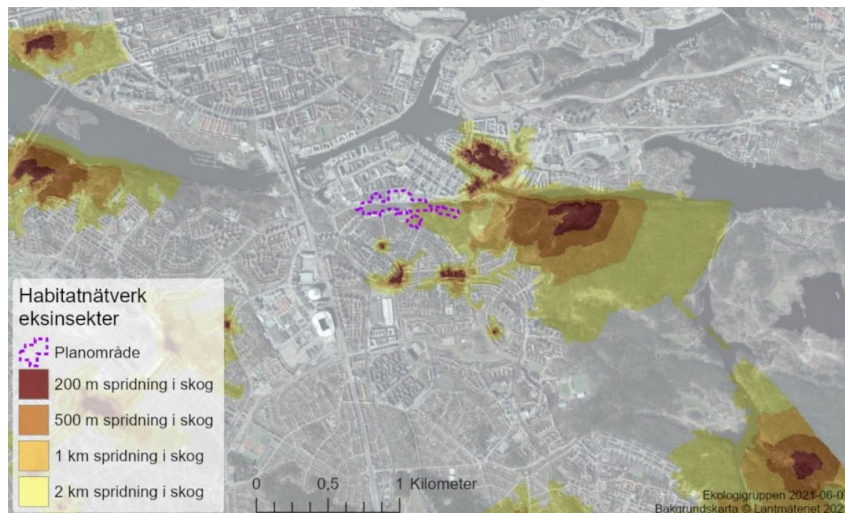 Habitatnätverk
eksinsekter
Planområde
200 m spridning i skog
500 m spridning i skog
1 km spridning i skog
2 km spridning i skog
0 0,5 1 Kilometer
Ekologigruppen 2021-06-0
Bakgrundskarta © Lantmäteriet 202